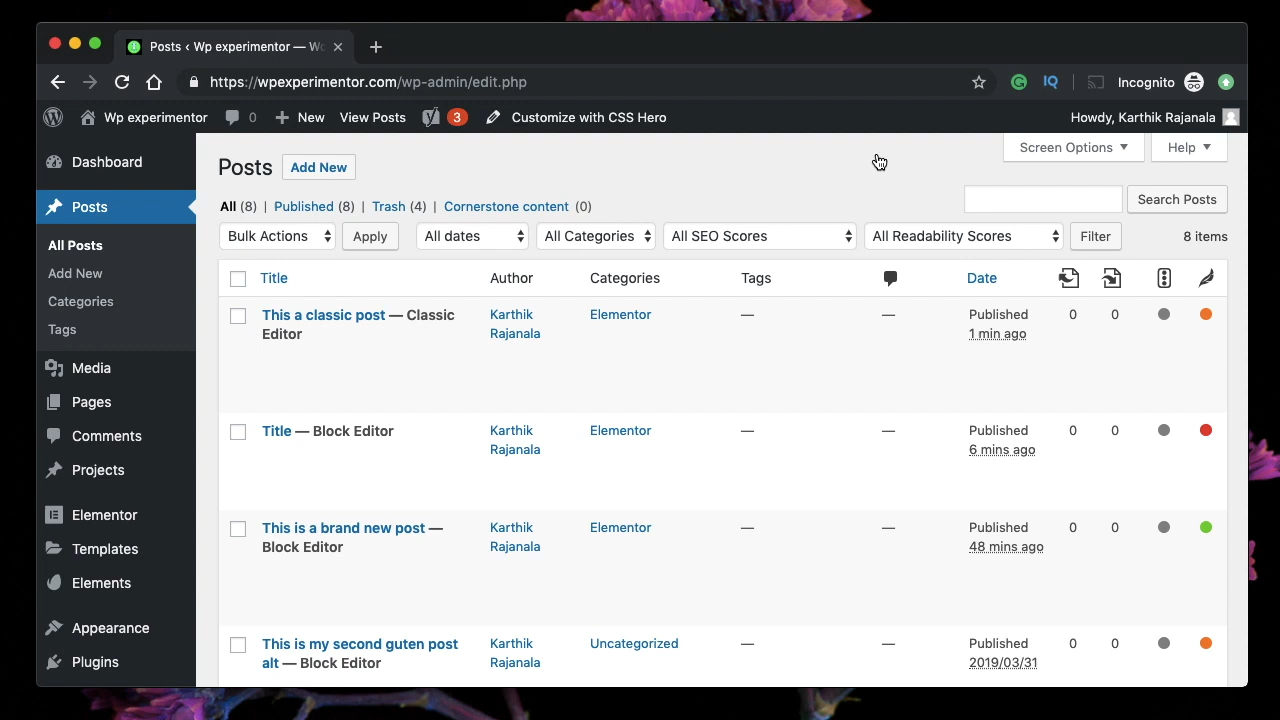 Posts ‹ Wp experimentor — Wo
https://wpexperimentor.com/wp-admin/edit.php
IQ
Incognito
Wp experimentor 0 New View Posts 3 Customize with CSS Hero Howdy, Karthik Rajanala
Dashboard
Posts
All Posts
Add New
Categories
Tags
Media
Pages
Comments
Projects
Elementor
Templates
Elements
Appearance
Plugins
Screen Options Help
Posts Add New
All (8) | Published (8) | Trash (4) | Cornerstone content (0)
Search Posts
Bulk Actions Apply All dates All Categories All SEO Scores All Readability Scores Filter 8 items
Title Author Categories Tags Date
This a classic post — Classic Editor Karthik Rajanala Elementor — — Published 1 min ago 0 0
Title — Block Editor Karthik Rajanala Elementor — — Published 6 mins ago 0 0
This is a brand new post — Block Editor Karthik Rajanala Elementor — — Published 48 mins ago 0 0
This is my second guten post alt — Block Editor Karthik Rajanala Uncategorized — — Published 2019/03/31 0 0